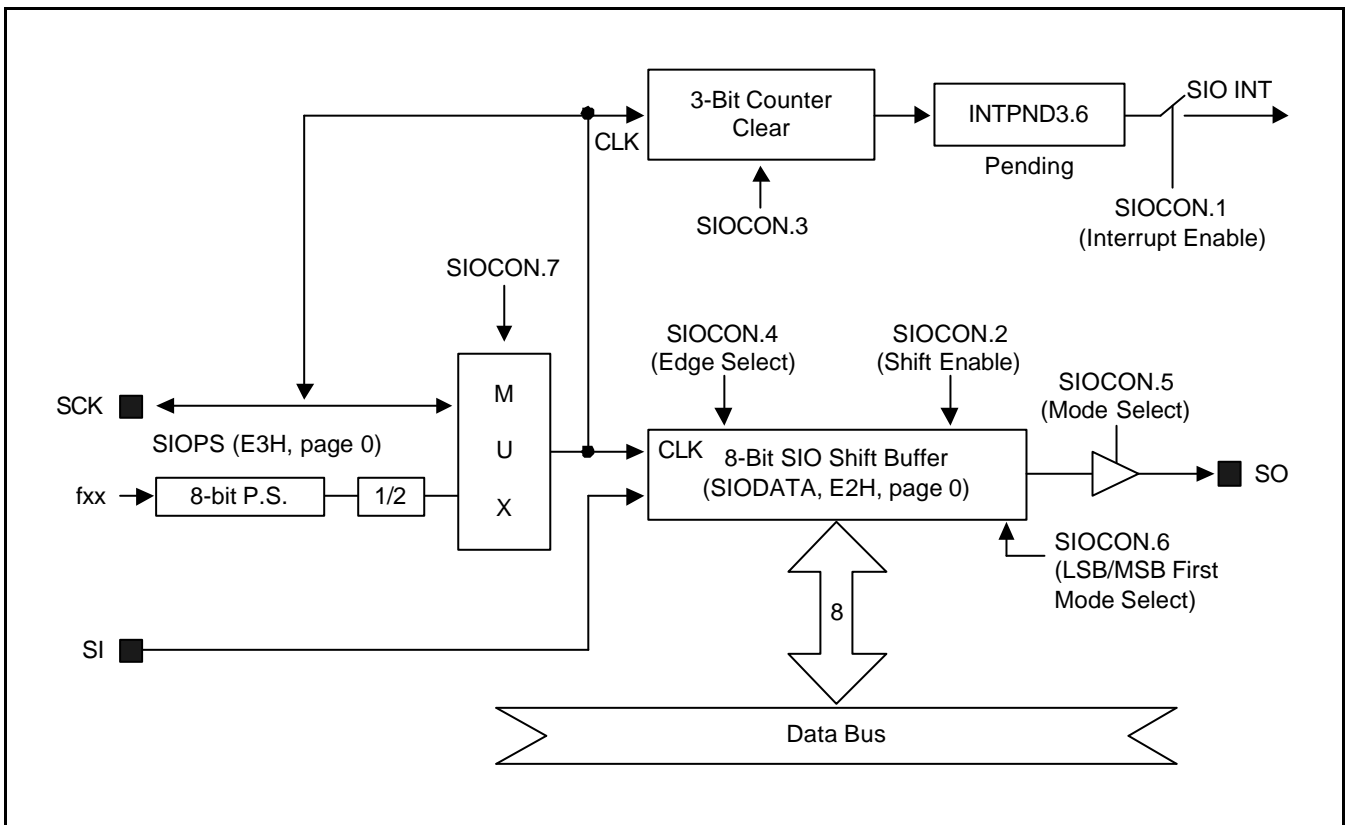 3-Bit Counter
Clear
CLK
INTPND3.6
Pending
SIO INT
SIOCON.3
SIOCON.1
(Interrupt Enable)
SIOCON.7
SIOCON.4
(Edge Select)
SIOCON.2
(Shift Enable)
SIOCON.5
(Mode Select)
SCK
SIOPS (E3H, page 0)
fxx
8-bit P.S.
1/2
M
U
X
CLK
8-Bit SIO Shift Buffer
(SIODATA, E2H, page 0)
SO
SIOCON.6
(LSB/MSB First
Mode Select)
8
SI
Data Bus